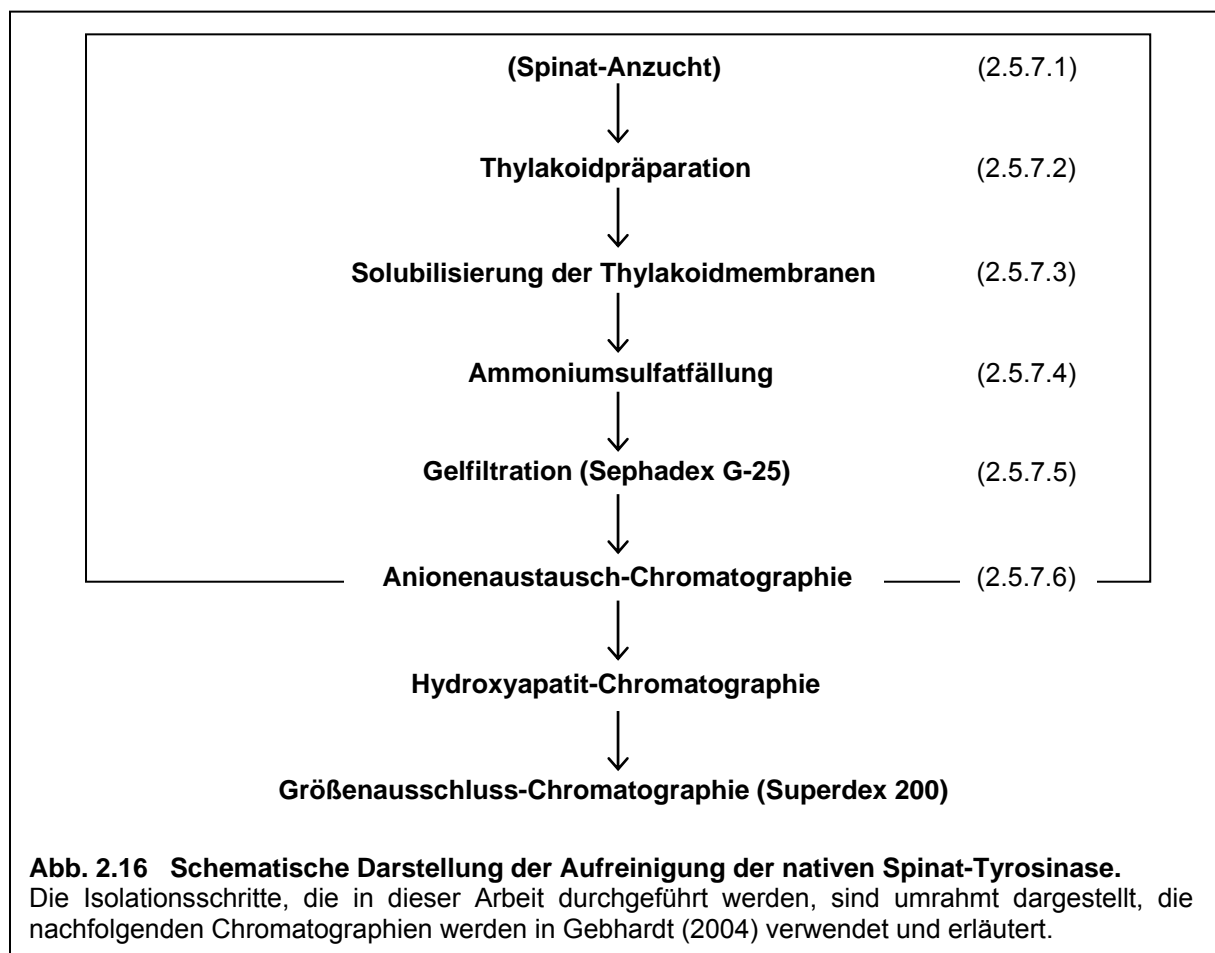 (Spinat-Anzucht) (2.5.7.1)
Thylakoidpräparation (2.5.7.2)
Solubilisierung der Thylakoidmembranen (2.5.7.3)
Ammoniumsulfatfällung (2.5.7.4)
Gelfiltration (Sephadex G-25) (2.5.7.5)
Anionenaustausch-Chromatographie (2.5.7.6)
Hydroxyapatit-Chromatographie
Größenausschluss-Chromatographie (Superdex 200)
Abb. 2.16 Schematische Darstellung der Aufreinigung der nativen Spinat-Tyrosinase.
Die Isolationsschritte, die in dieser Arbeit durchgeführt werden, sind umrahmt dargestellt, die
nachfolgenden Chromatographien werden in Gebhardt (2004) verwendet und erläutert.